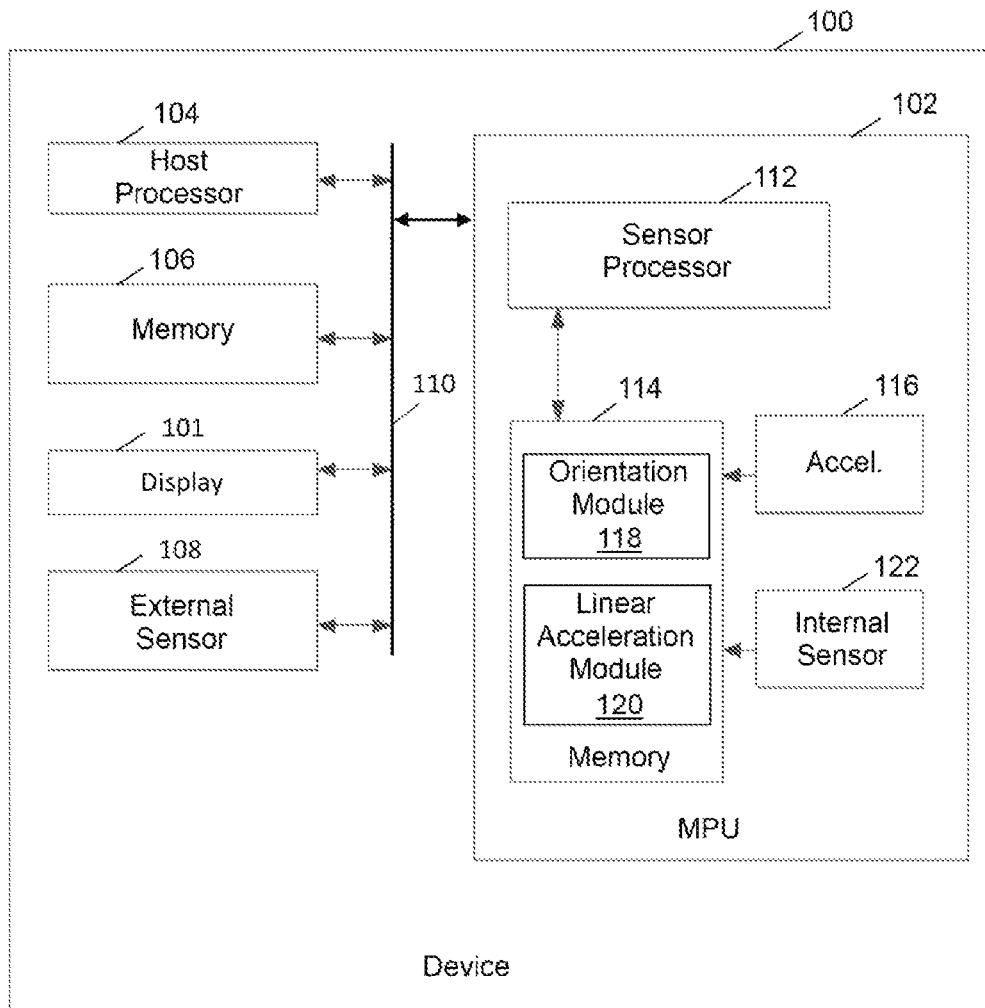 100
104
Host
Processor
106
Memory
101
Display
108
External
Sensor
110
102
112
Sensor
Processor
114
Orientation
Module
118
Linear
Acceleration
Module
120
Memory
116
Accel.
122
Internal
Sensor
MPU
Device